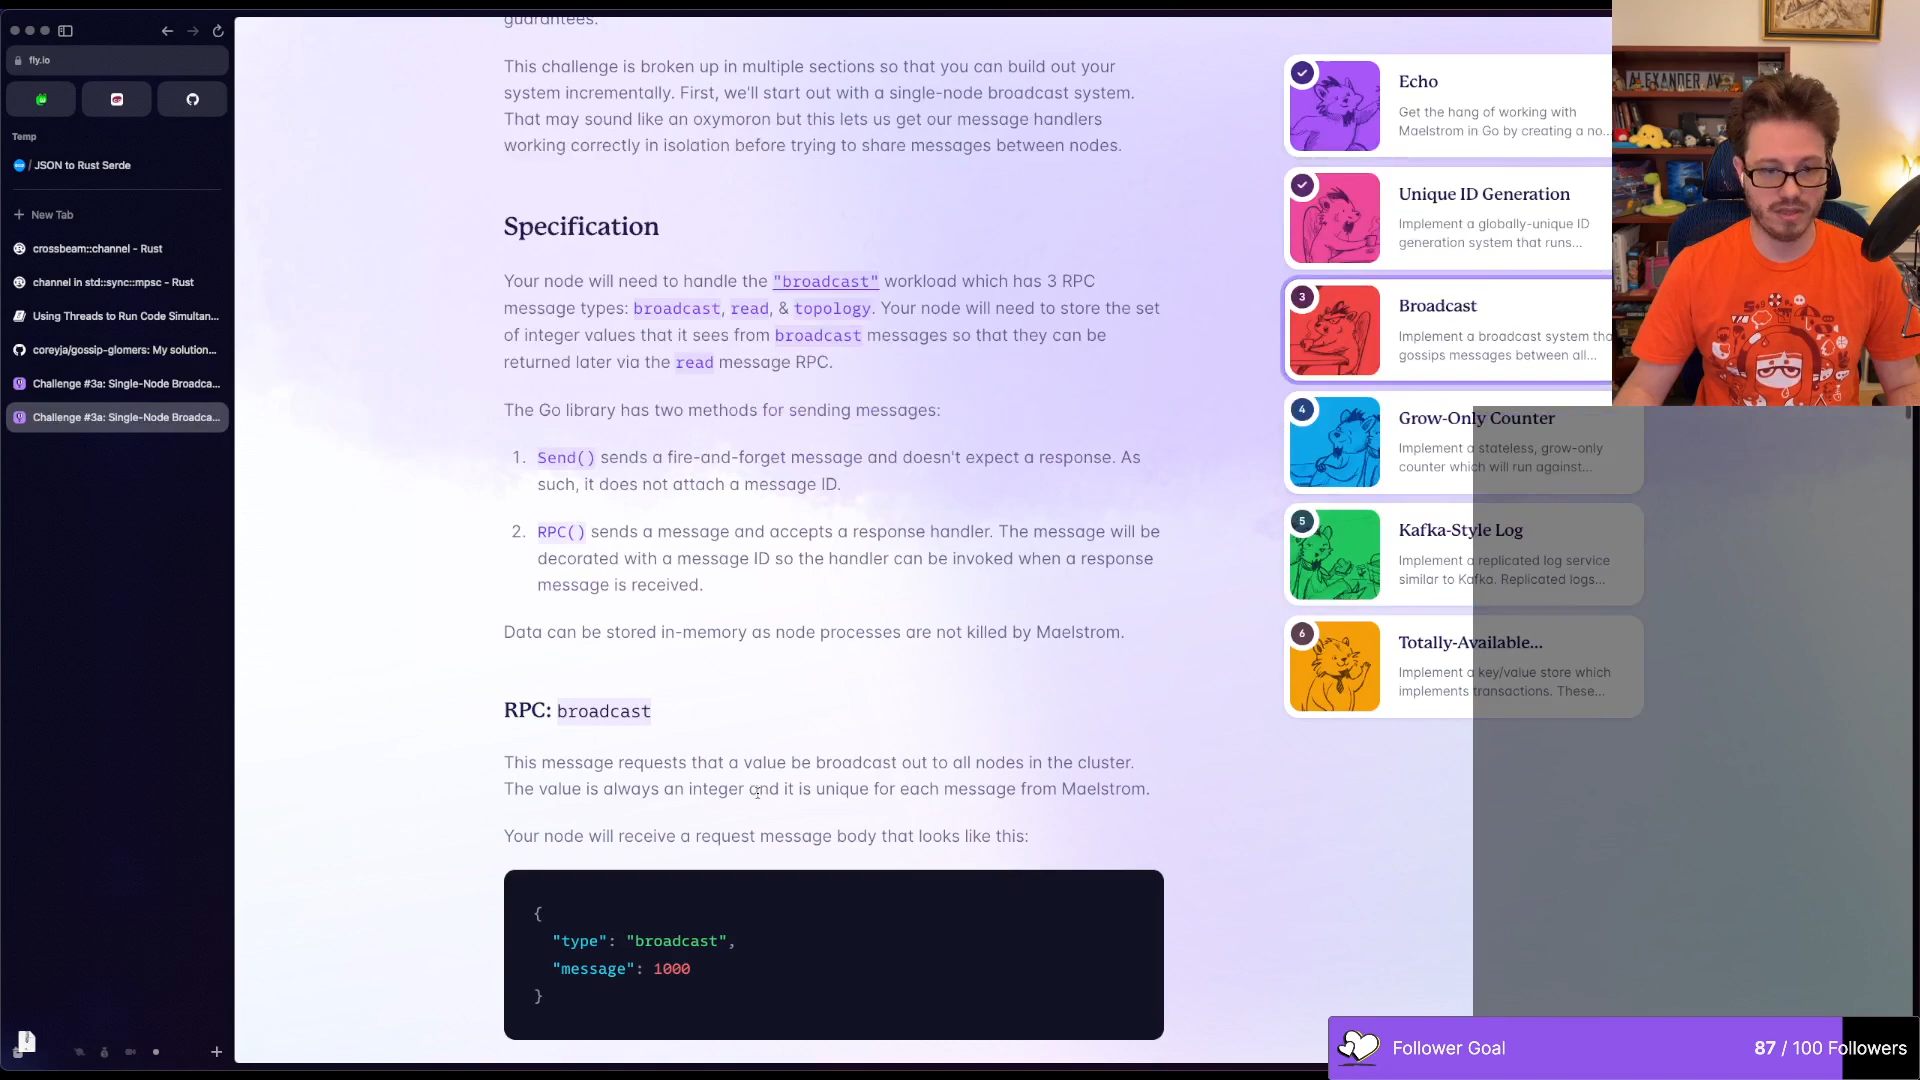 fly.io
Temp
/ JSON to Rust Serde
New Tab
crossbeam::channel - Rust
channel in std::sync::mpsc - Rust
Using Threads to Run Code Simultan...
coreyja/gossip-glomers: My solution...
Challenge #3a: Single-Node Broadca...
Challenge #3a: Single-Node Broadca...
guarantees.
This challenge is broken up in multiple sections so that you can build out your
system incrementally. First, we'll start out with a single-node broadcast system.
That may sound like an oxymoron but this lets us get our message handlers
working correctly in isolation before trying to share messages between nodes.
Specification
Your node will need to handle the "broadcast" workload which has 3 RPC
message types: broadcast, read, & topology. Your node will need to store the set
of integer values that it sees from broadcast messages so that they can be
returned later via the read message RPC.
The Go library has two methods for sending messages:
1. Send() sends a fire-and-forget message and doesn't expect a response. As
such, it does not attach a message ID.
2. RPC() sends a message and accepts a response handler. The message will be
decorated with a message ID so the handler can be invoked when a response
message is received.
Data can be stored in-memory as node processes are not killed by Maelstrom.
RPC: broadcast
This message requests that a value be broadcast out to all nodes in the cluster.
The value is always an integer and it is unique for each message from Maelstrom.
Your node will receive a request message body that looks like this:
{
"type": "broadcast",
"message": 1000
}
Echo
Get the hang of working with
Maelstrom in Go by creating a no...
Unique ID Generation
Implement a globally-unique ID
generation system that runs...
3
Broadcast
Implement a broadcast system tha
gossips messages between all...
4
Grow-Only Counter
Implement a stateless, grow-only
counter which will run against...
5
Kafka-Style Log
Implement a replicated log service
similar to Kafka. Replicated logs...
6
Totally-Available...
Implement a key/value store which
implements transactions. These...
ALEXANDER AV
Follower Goal
87 / 100 Followers